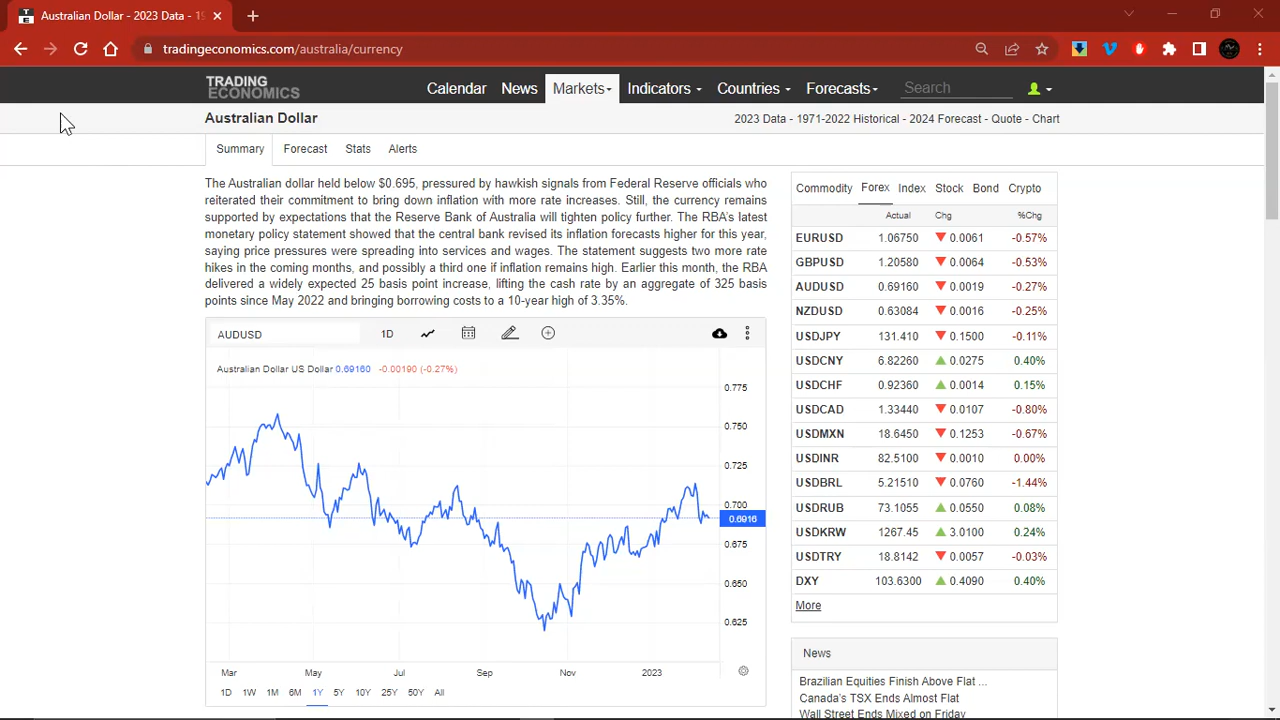 Australian Dollar - 2023 Data - 19
tradingeconomics.com/australia/currency
TRADING ECONOMICS
Calendar News Markets Indicators Countries Forecasts Search
Australian Dollar
2023 Data - 1971-2022 Historical - 2024 Forecast - Quote - Chart
Summary Forecast Stats Alerts
The Australian dollar held below $0.695, pressured by hawkish signals from Federal Reserve officials who
reiterated their commitment to bring down inflation with more rate increases. Still, the currency remains
supported by expectations that the Reserve Bank of Australia will tighten policy further. The RBA's latest
monetary policy statement showed that the central bank revised its inflation forecasts higher for this year,
saying price pressures were spreading into services and wages. The statement suggests two more rate
hikes in the coming months, and possibly a third one if inflation remains high. Earlier this month, the RBA
delivered a widely expected 25 basis point increase, lifting the cash rate by an aggregate of 325 basis
points since May 2022 and bringing borrowing costs to a 10-year high of 3.35%.
AUDUSD 1D
Australian Dollar US Dollar 0.69160 -0.00190 (-0.27%)
0.775
0.750
0.725
0.700
0.6916
0.675
0.650
0.625
Mar May Jul Sep Nov 2023
1D 1W 1M 6M 1Y 5Y 10Y 25Y 50Y All
Commodity Forex Index Stock Bond Crypto
Actual Chg %Chg
EURUSD 1.06750 0.0061 -0.57%
GBPUSD 1.20580 0.0064 -0.53%
AUDUSD 0.69160 0.0019 -0.27%
NZDUSD 0.63084 0.0016 -0.25%
USDJPY 131.410 0.1500 -0.11%
USDCNY 6.82260 0.0275 0.40%
USDCHF 0.92360 0.0014 0.15%
USDCAD 1.33440 0.0107 -0.80%
USDMXN 18.6450 0.1253 -0.67%
USDINR 82.5100 0.0010 0.00%
USDBRL 5.21510 0.0760 -1.44%
USDRUB 73.1055 0.0550 0.08%
USDKRW 1267.45 3.0100 0.24%
USDTRY 18.8142 0.0057 -0.03%
DXY 103.6300 0.4090 0.40%
More
News
Brazilian Equities Finish Above Flat ...
Canada's TSX Ends Almost Flat
Wall Street Ends Mixed on Friday